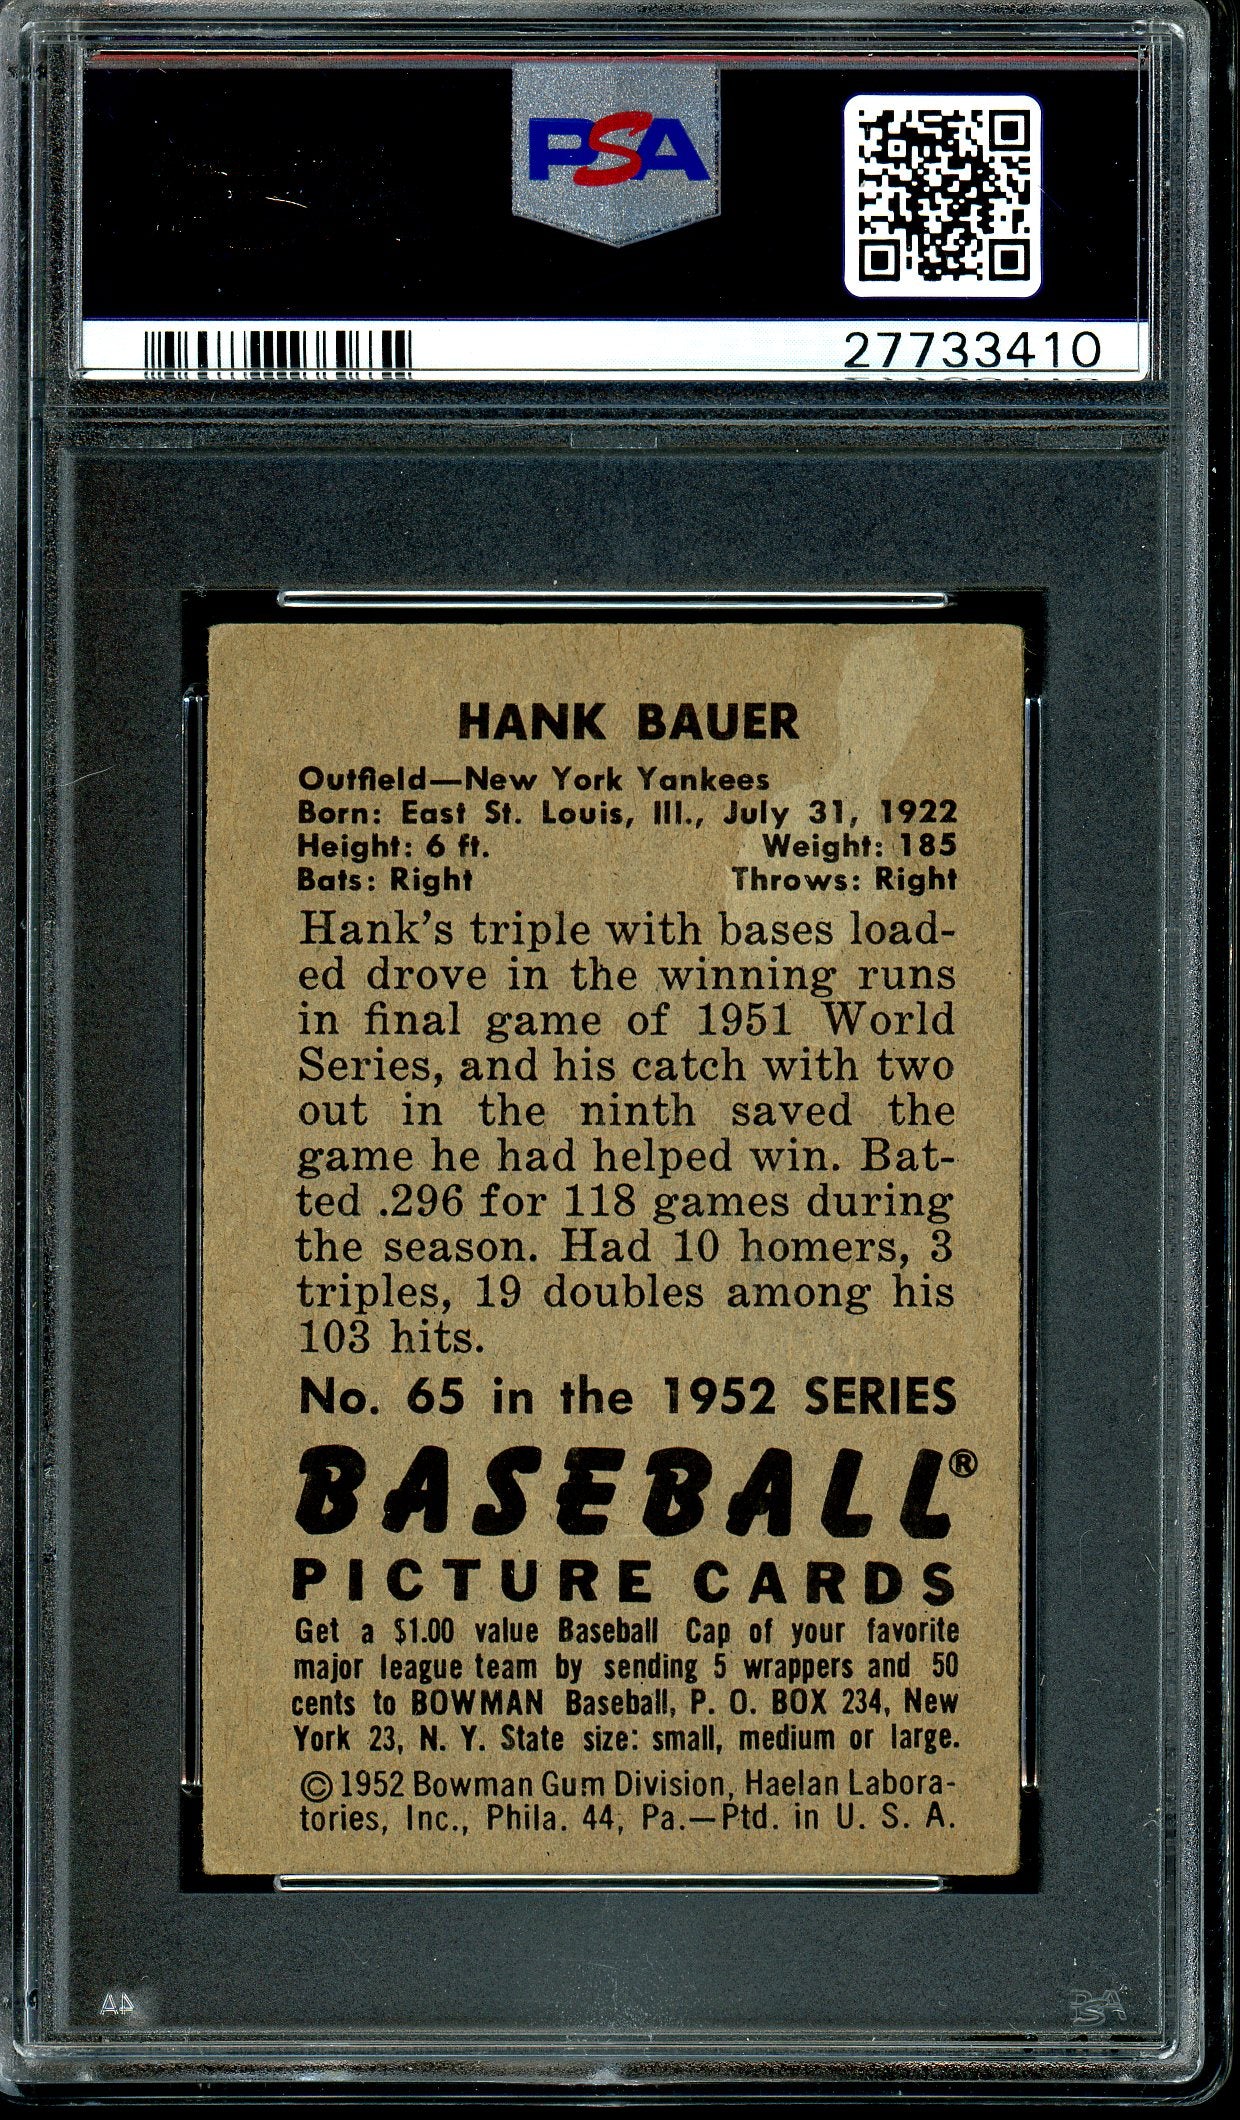 PSA
27733410
HANK BAUER
Outfield—New York Yankees
Born: East St. Louis, Ill., July 31, 1922
Height: 6 ft. Weight: 185
Bats: Right Throws: Right
Hank's triple with bases load-
ed drove in the winning runs
in final game of 1951 World
Series, and his catch with two
out in the ninth saved the
game he had helped win. Bat-
ted .296 for 118 games during
the season. Had 10 homers, 3
triples, 19 doubles among his
103 hits.
No. 65 in the 1952 SERIES
BASEBALL®
PICTURE CARDS
Get a $1.00 value Baseball Cap of your favorite
major league team by sending 5 wrappers and 50
cents to BOWMAN Baseball, P. O. BOX 234, New
York 23, N. Y. State size: small, medium or large.
©1952 Bowman Gum Division, Haelan Labora-
tories, Inc., Phila. 44, Pa.—Ptd. in U. S. A.
PSA